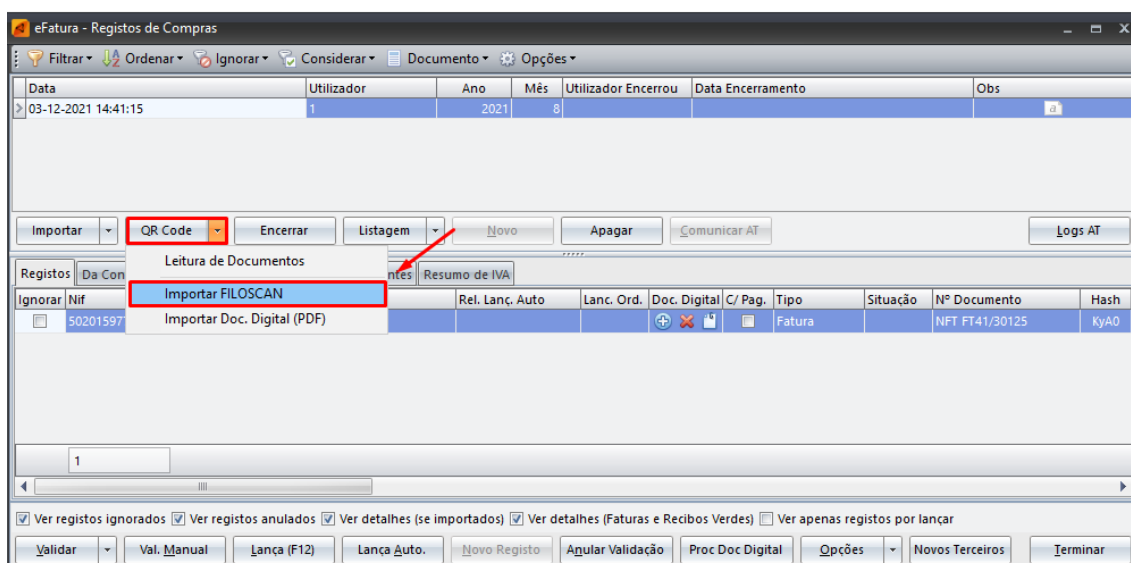 eFatura - Registos de Compras
Filtrar Ordenar Ignorar Considerar Documento Opções
Data Utilizador Ano Mês Utilizador Encerrou Data Encerramento Obs
03-12-2021 14:41:15 1 2021 8 a
Importar QR Code Encerrar Listagem Novo Apagar Comunicar AT Logs AT
Leitura de Documentos
Registos Da Con ntes Resumo de IVA
Importar FILOSCAN
Ignorar Nif Rel. Lanç. Auto Lanc. Ord. Doc. Digital C/ Pag. Tipo Situação Nº Documento Hash
Importar Doc. Digital (PDF)
5020159 Fatura NFT FT41/30125 KyA0
1
Ver registos ignorados Ver registos anulados Ver detalhes (se importados) Ver detalhes (Faturas e Recibos Verdes) Ver apenas registos por lançar
Validar Val. Manual Lança (F12) Lança Auto. Novo Registo Anular Validação Proc Doc Digital Opções Novos Terceiros Terminar